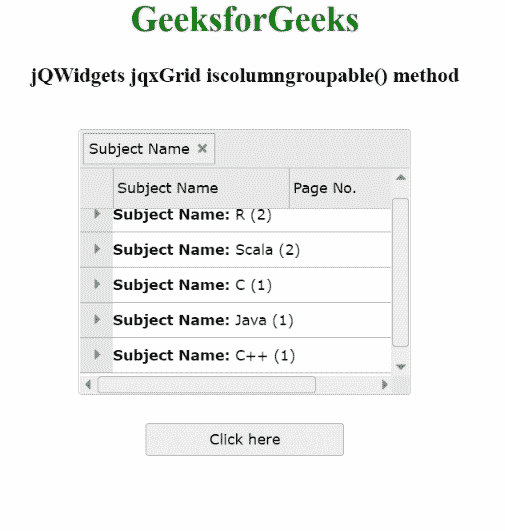 GeeksforGeeks
jQWidgets jqxGrid iscolumngroupable() method
Subject Name ×
Subject Name Page No.
Subject Name: R (2)
Subject Name: Scala (2)
Subject Name: C (1)
Subject Name: Java (1)
Subject Name: C++ (1)
Click here